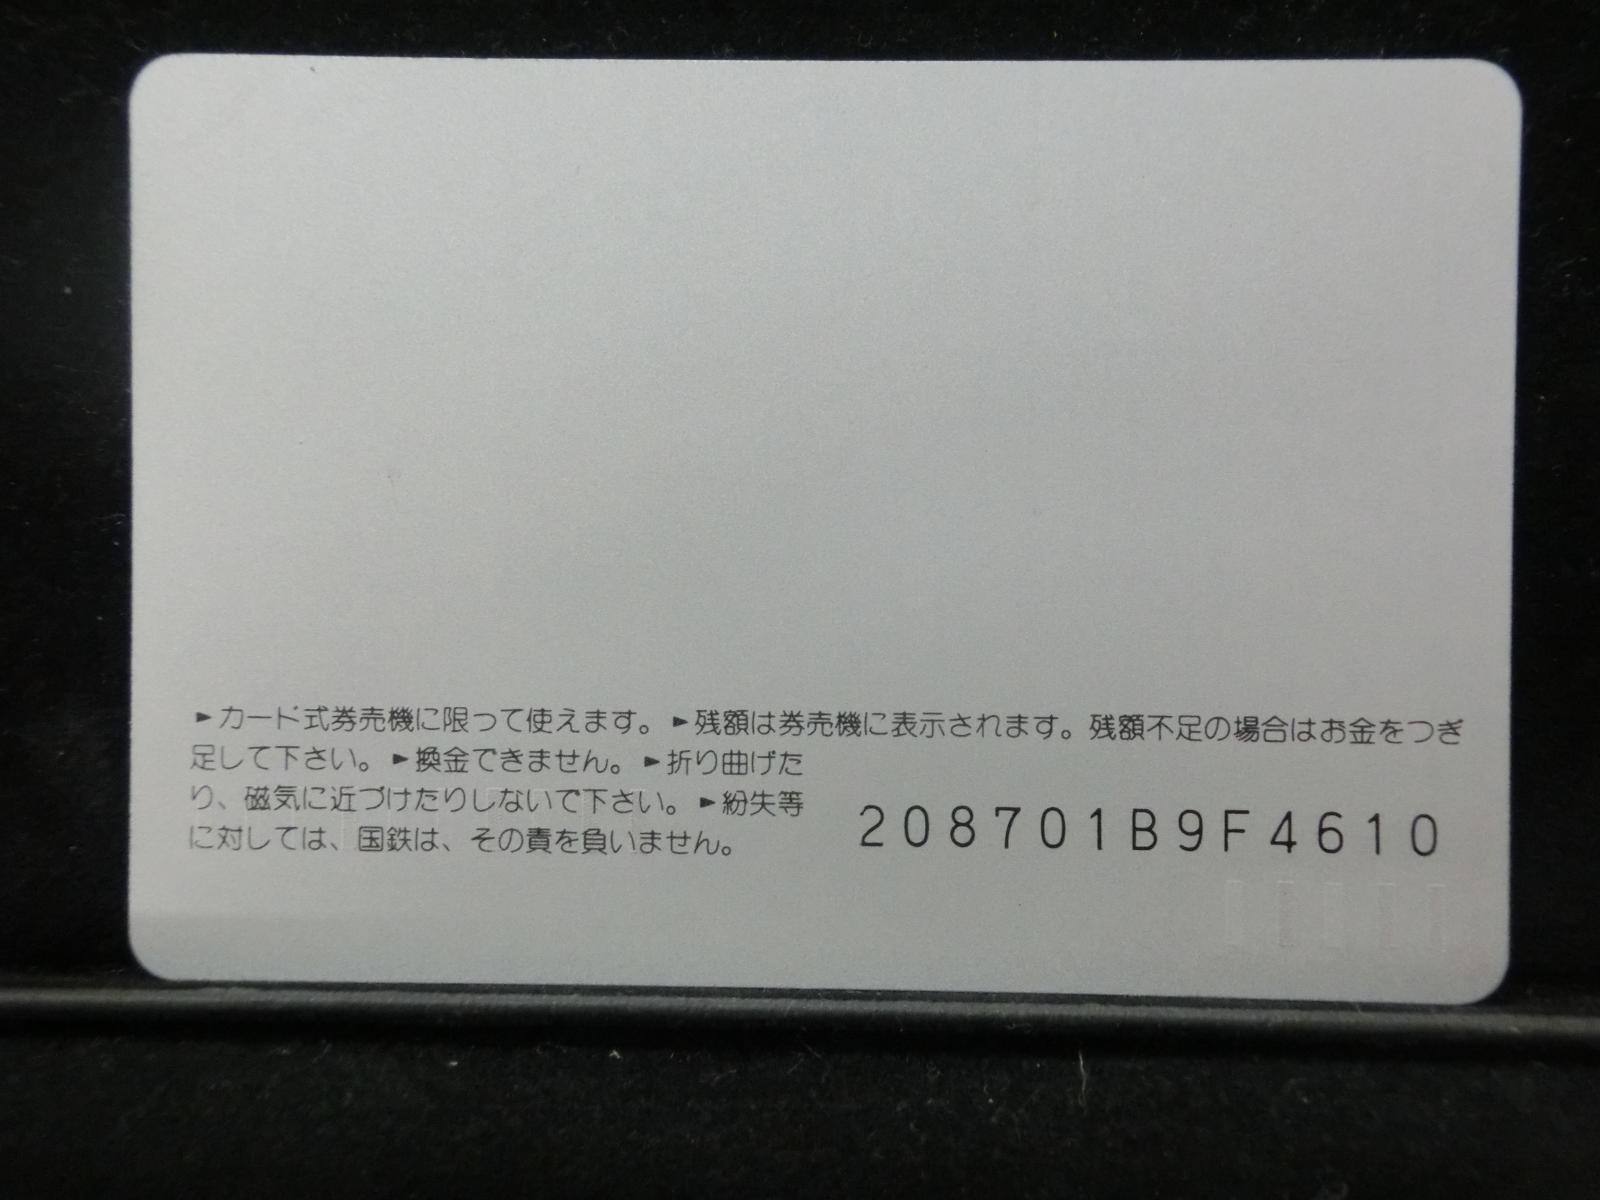 ►カード式券売機に限って使えます。►残額は券売機に表示されます。残額不足の場合はお金をつぎ
足して下さい。►換金できません。►折り曲げた
り、磁気に近づけたりしないで下さい。►紛失等
に対しては、国鉄は、その責を負いません。
208701B9F4610